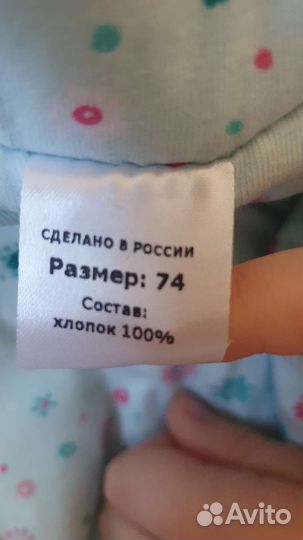 СДЕЛАНО В РОССИИ
Размер: 74
Состав:
хлопок 100%
Avito